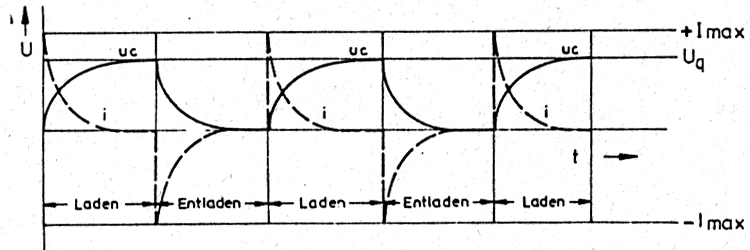 i
+Imax
U
uc
uc
uc
Uq
i
i
i
t
Laden
Entladen
Laden
Entladen
Laden
-Imax